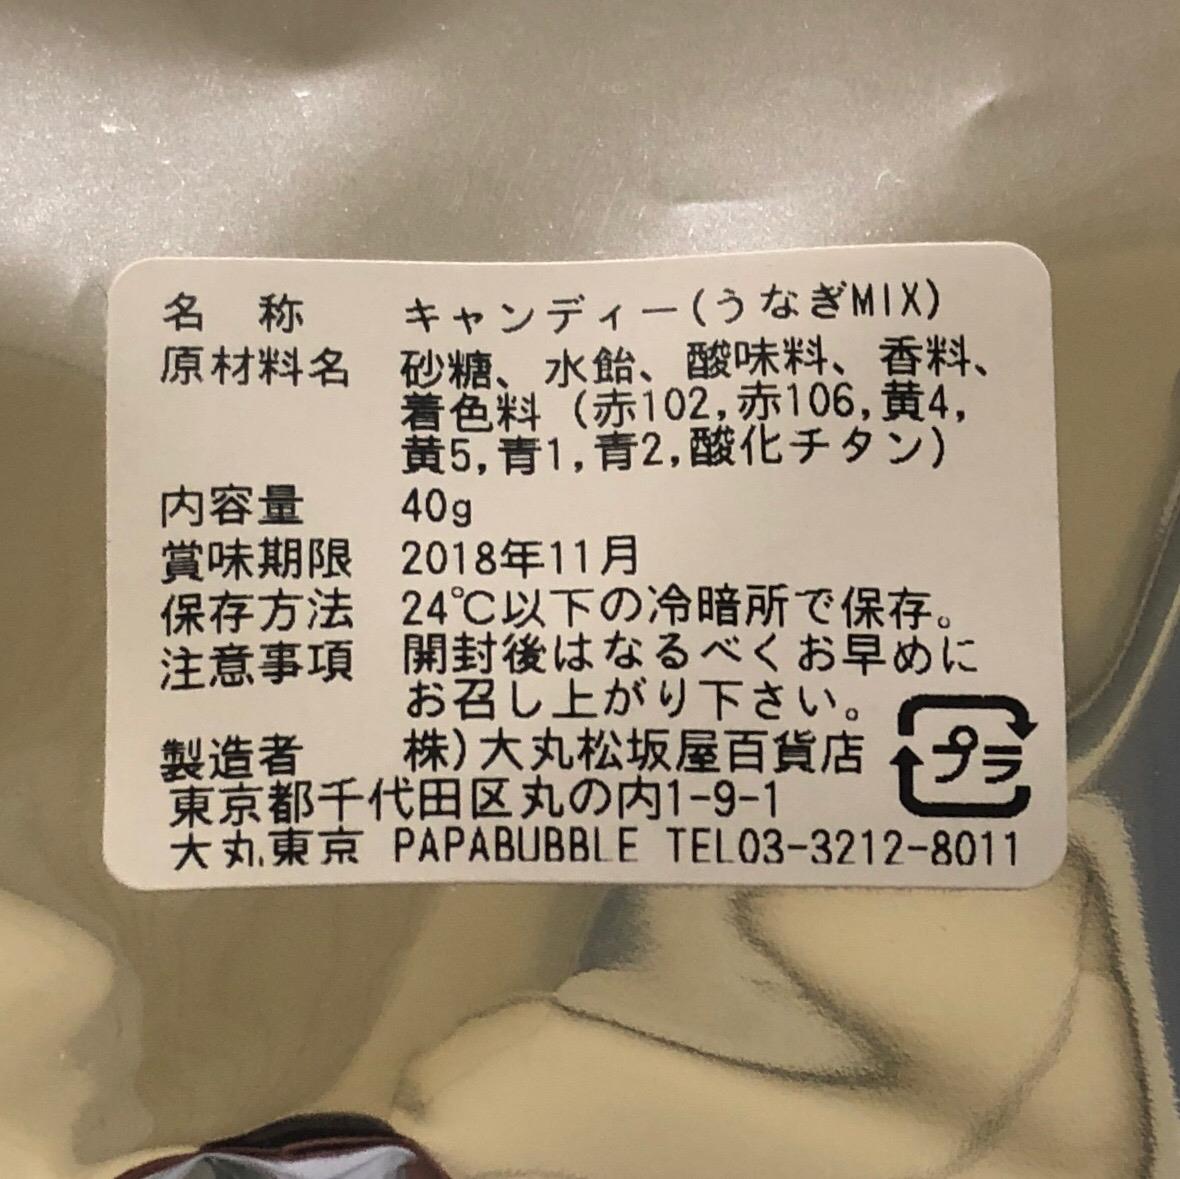 名称 キャンディー(うなぎMIX)
原材料名 砂糖、水飴、酸味料、香料、
着色料 (赤102,赤106,黄4,
黄5,青1,青2,酸化チタン)
内容量 40g
賞味期限 2018年11月
保存方法 24℃以下の冷暗所で保存。
注意事項 開封後はなるべくお早めに
お召し上がり下さい。
製造者 株)大丸松坂屋百貨店
プラ
東京都千代田区丸の内1-9-1
大丸東京 PAPABUBBLE TEL03-3212-8011